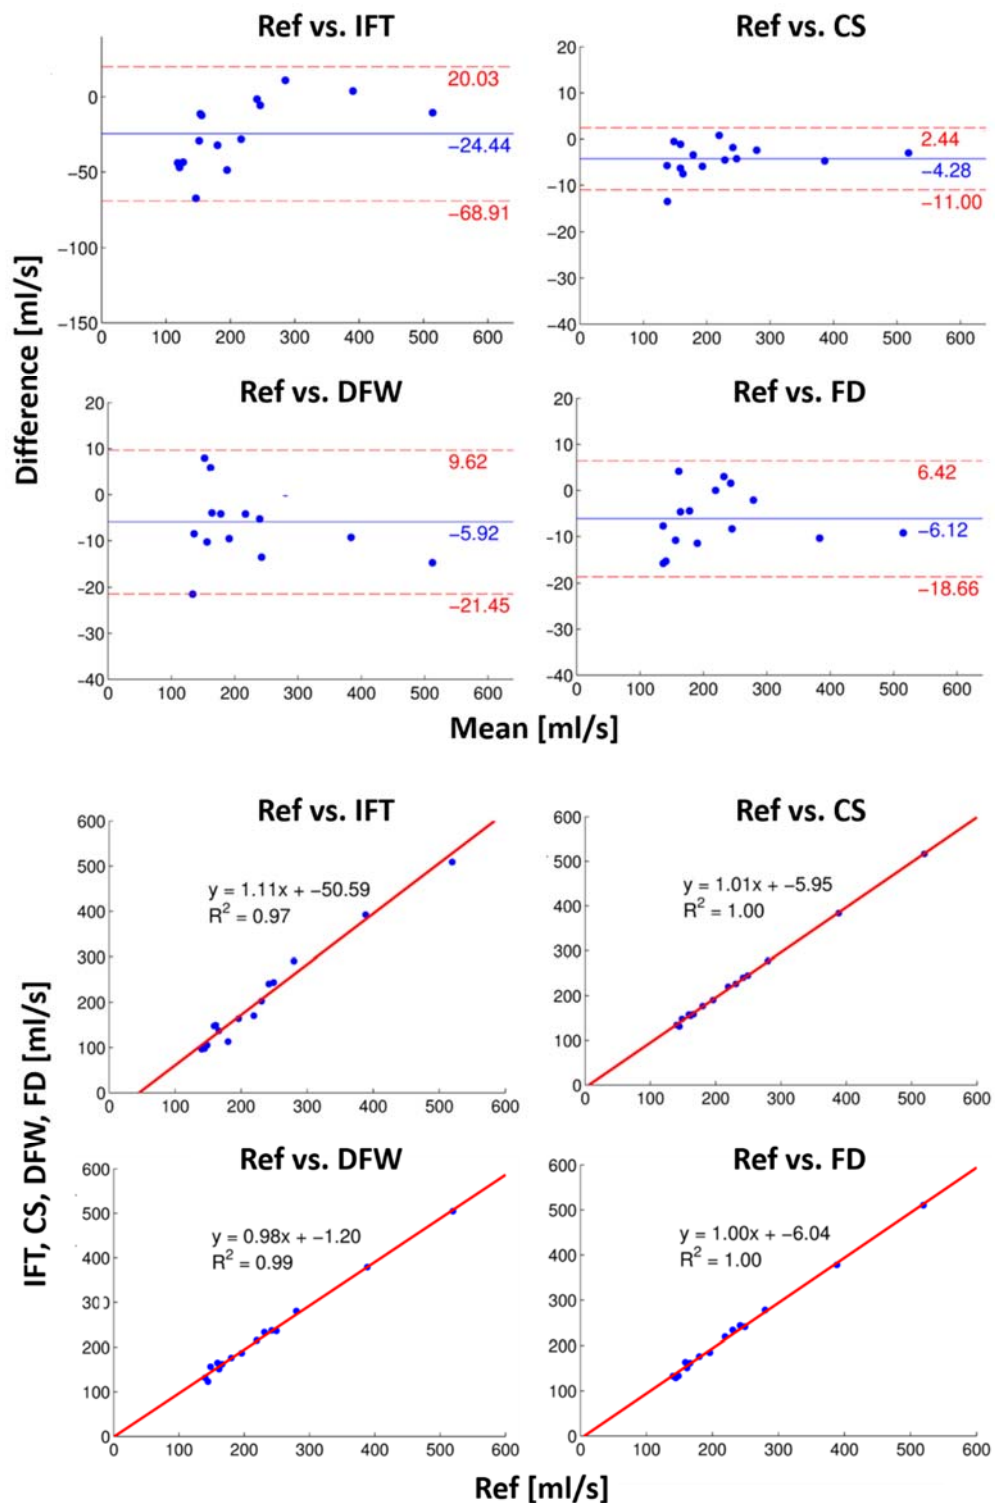 Ref vs. IFT
0
−50
−100
−150
20.03
−24.44
−68.91
0 100 200 300 400 500 600
Ref vs. CS
20
10
0
−10
−20
−30
−40
2.44
−4.28
−11.00
0 100 200 300 400 500 600
Difference [ml/s]
Ref vs. DFW
20
10
0
−10
−20
−30
−40
9.62
−5.92
−21.45
0 100 200 300 400 500 600
Ref vs. FD
20
10
0
−10
−20
−30
−40
6.42
−6.12
−18.66
0 100 200 300 400 500 600
Mean [ml/s]
Ref vs. IFT
600
500
400
300
200
100
0
y = 1.11x + −50.59
R² = 0.97
0 100 200 300 400 500 600
Ref vs. CS
600
500
400
300
200
100
0
y = 1.01x + −5.95
R² = 1.00
0 100 200 300 400 500 600
IFT, CS, DFW, FD [ml/s]
Ref vs. DFW
600
500
400
300
200
100
0
y = 0.98x + −1.20
R² = 0.99
0 100 200 300 400 500 600
Ref vs. FD
600
500
400
300
200
100
0
y = 1.00x + −6.04
R² = 1.00
0 100 200 300 400 500 600
Ref [ml/s]